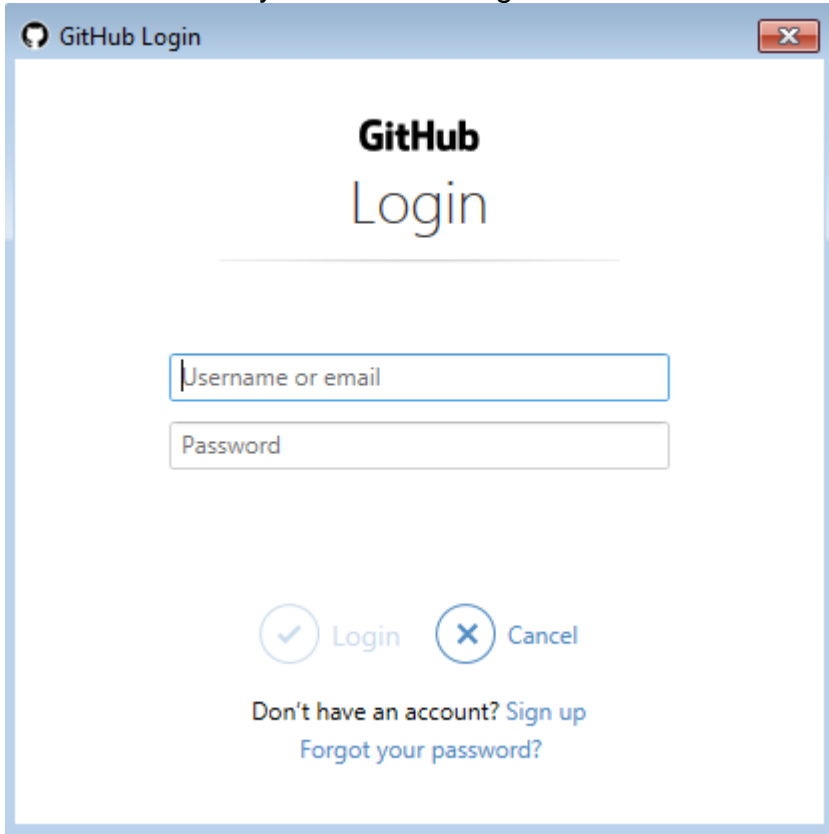 GitHub Login
GitHub
Login
Username or email
Password
Login Cancel
Don't have an account? Sign up
Forgot your password?